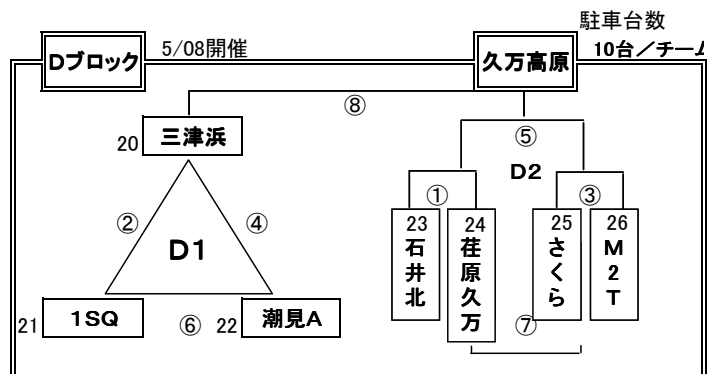 駐車台数
Dブロック
5/08開催
久万高原
10台／チーム
⑧
20
三津浜
⑤
D2
②
④
D1
①
③
23
石井北
24
荏原久万
25
さくら
26
M2T
21
1SQ
⑥
22
潮見A
⑦